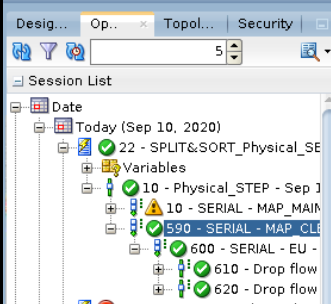 Desig... Op... × Topol... Security
5
Session List
Date
Today (Sep 10, 2020)
22 - SPLIT&SORT_Physical_SE
Variables
10 - Physical_STEP - Sep 1
10 - SERIAL - MAP_MAIN
590 - SERIAL - MAP_CLE
600 - SERIAL - EU -
610 - Drop flow
620 - Drop flow